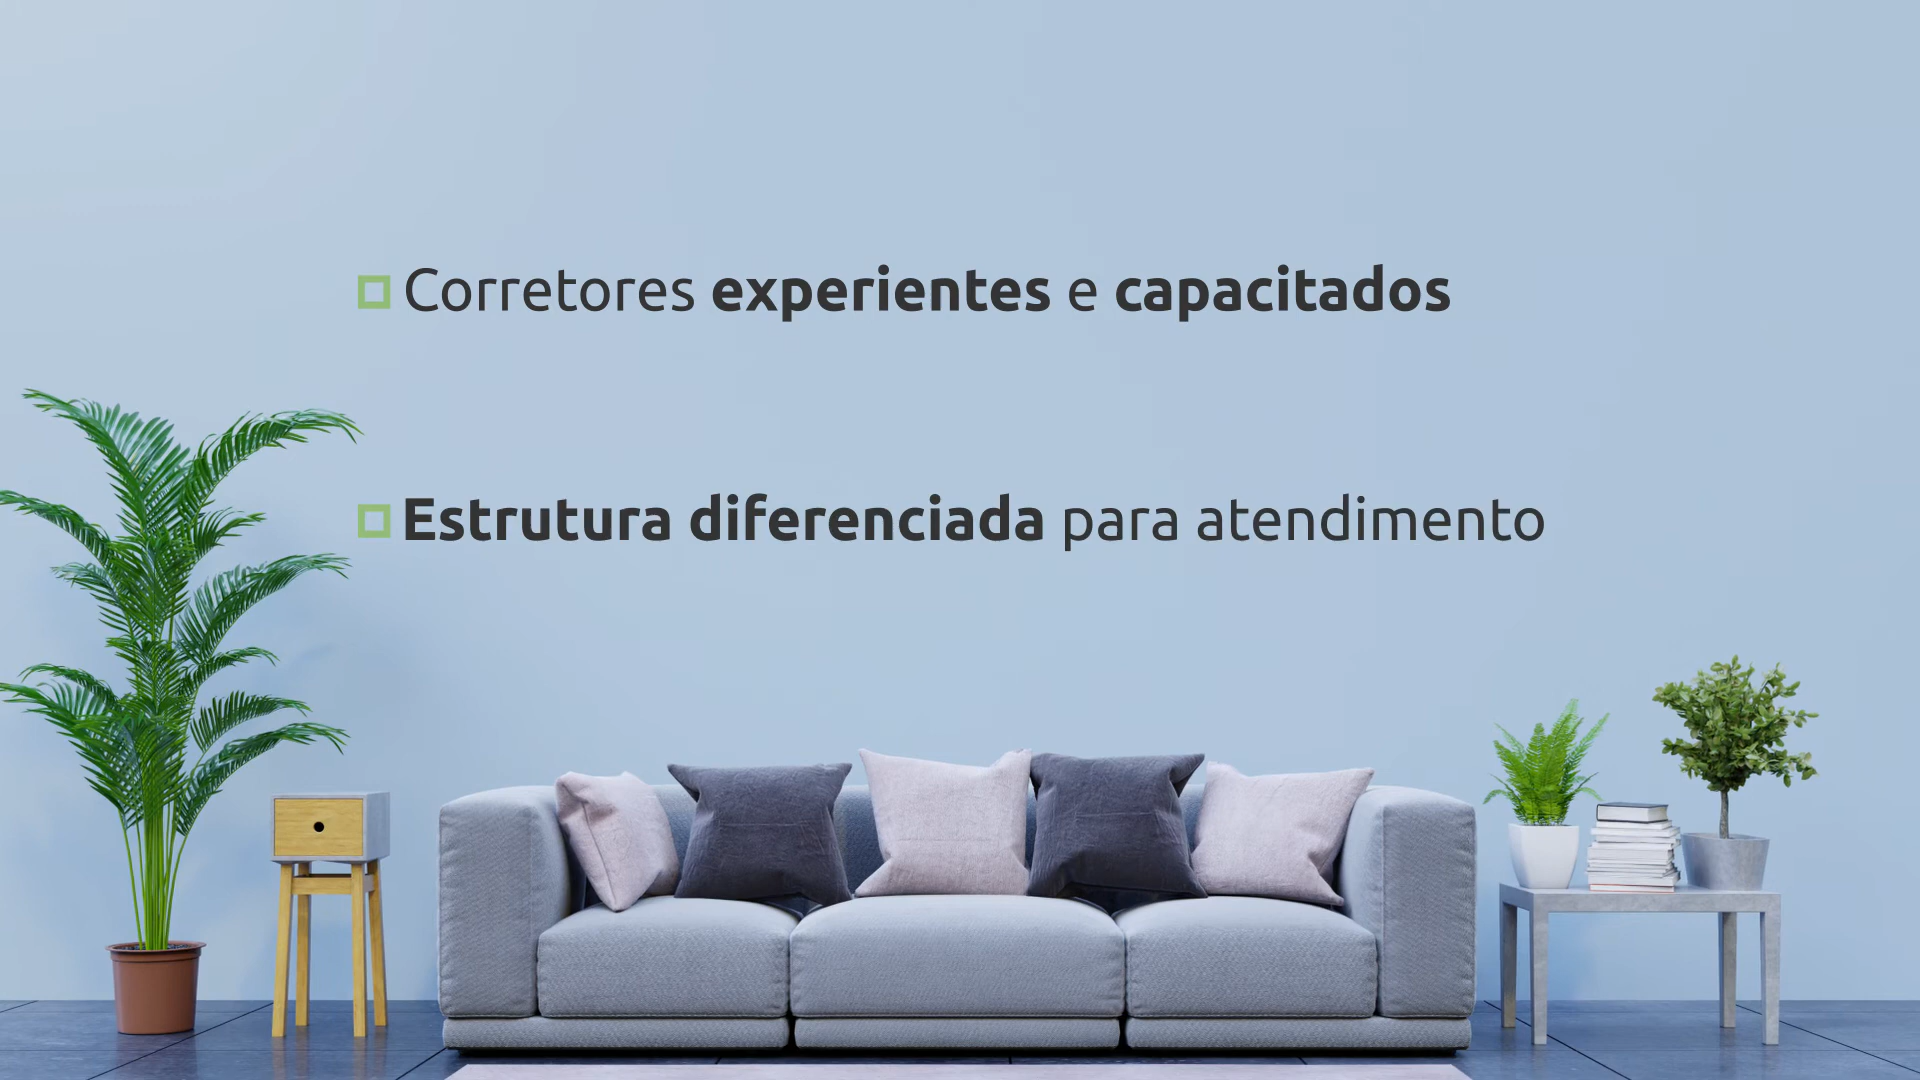 Corretores experientes e capacitados
Estrutura diferenciada para atendimento